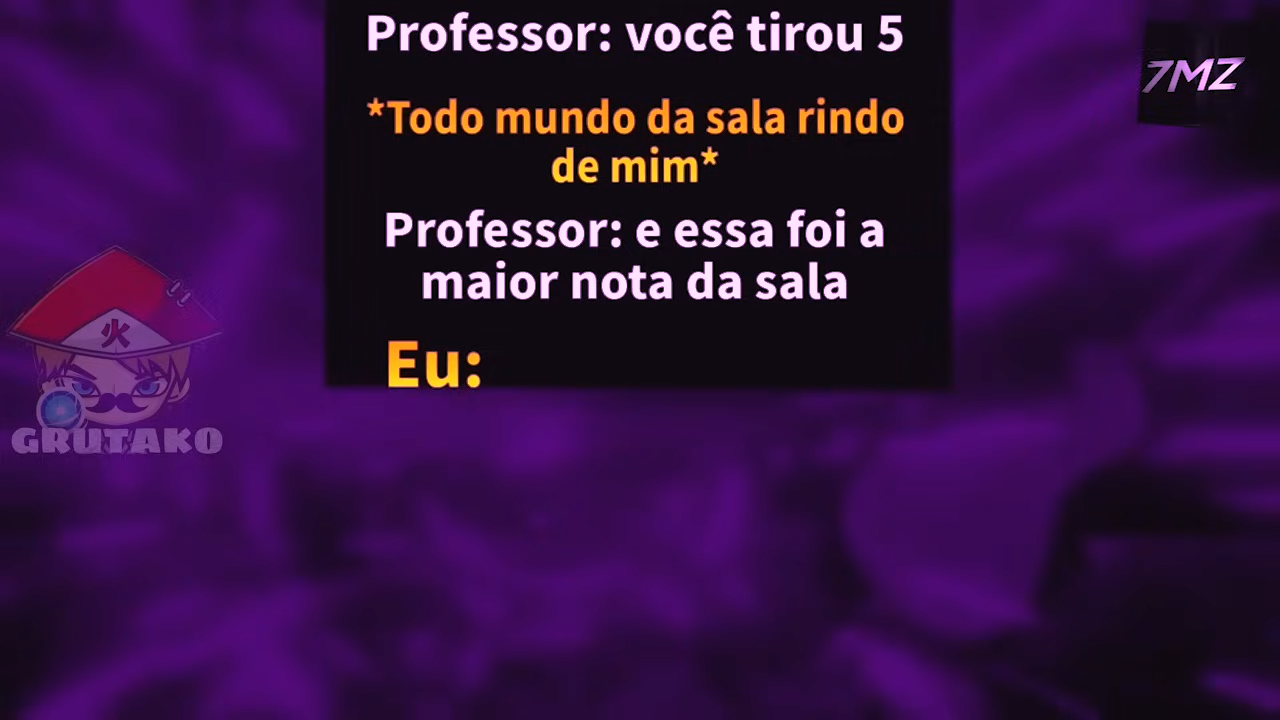 Professor: você tirou 5
7MZ
*Todo mundo da sala rindo
de mim*
Professor: e essa foi a
maior nota da sala
火
Eu:
GRUTAKO